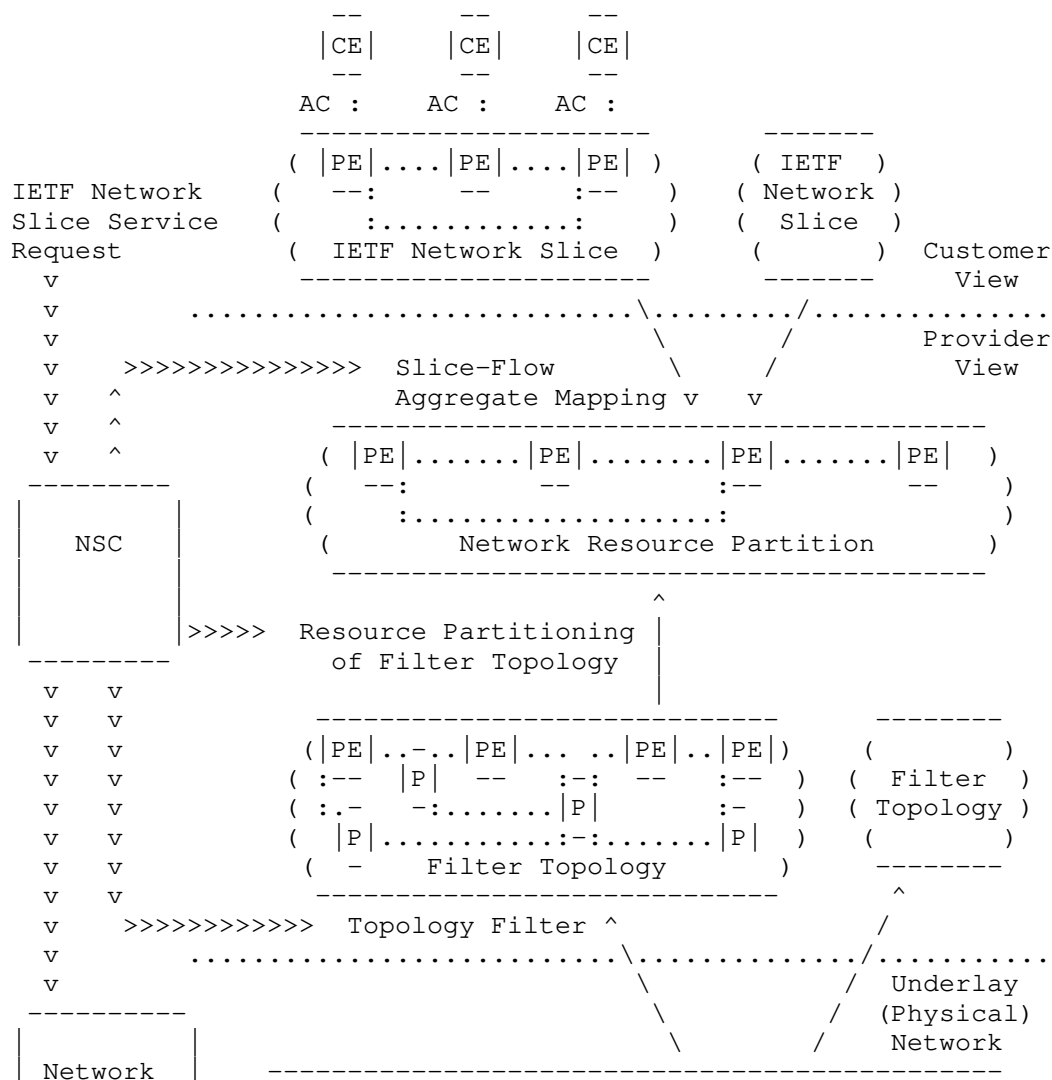 --      --      --
                     |CE|    |CE|    |CE|
                      --      --      --
                    AC :    AC :    AC :
                    ----------------------       -------
                  ( |PE|....|PE|....|PE| )     ( IETF  )
IETF Network     (   --:     --     :--   )    ( Network )
Slice Service    (     :.............:    )     (  Slice  )
Request           (  IETF Network Slice  )      (       )  Customer
  v                 ----------------------       -------     View
  v        ............................\........./...............
  v                                     \       /        Provider
  v    >>>>>>>>>>>>>>>  Slice-Flow       \     /           View
  v   ^                 Aggregate Mapping v   v
  v   ^             -----------------------------------------
  v   ^            ( |PE|.......|PE|........|PE|.......|PE|  )
 ---------        (   --:        --         :--         --    )
|         |       (     :...................:                 )
|   NSC   |        (        Network Resource Partition       )
|         |         -----------------------------------------
|         |                             ^
|         |>>>>>  Resource Partitioning |
 ---------          of Filter Topology  |
  v   v                                 |
  v   v            -----------------------------       --------
  v   v           (|PE|..-..|PE|... ..|PE|..|PE|)     (        )
  v   v          ( :--  |P|  --   :-:  --   :--  )   (  Filter  )
  v   v          ( :.-   -:.......|P|       :-   )   ( Topology )
  v   v          (  |P|...........:-:.......|P|  )    (        )
  v   v           (  -    Filter Topology       )      --------
  v   v            -----------------------------        ^
  v    >>>>>>>>>>>>  Topology Filter ^                 /
  v        ...........................\.............../...........
  v                                    \             /  Underlay
 ----------                             \           /  (Physical)
|          |                             \         /    Network
| Network  |    ----------------------------------------------